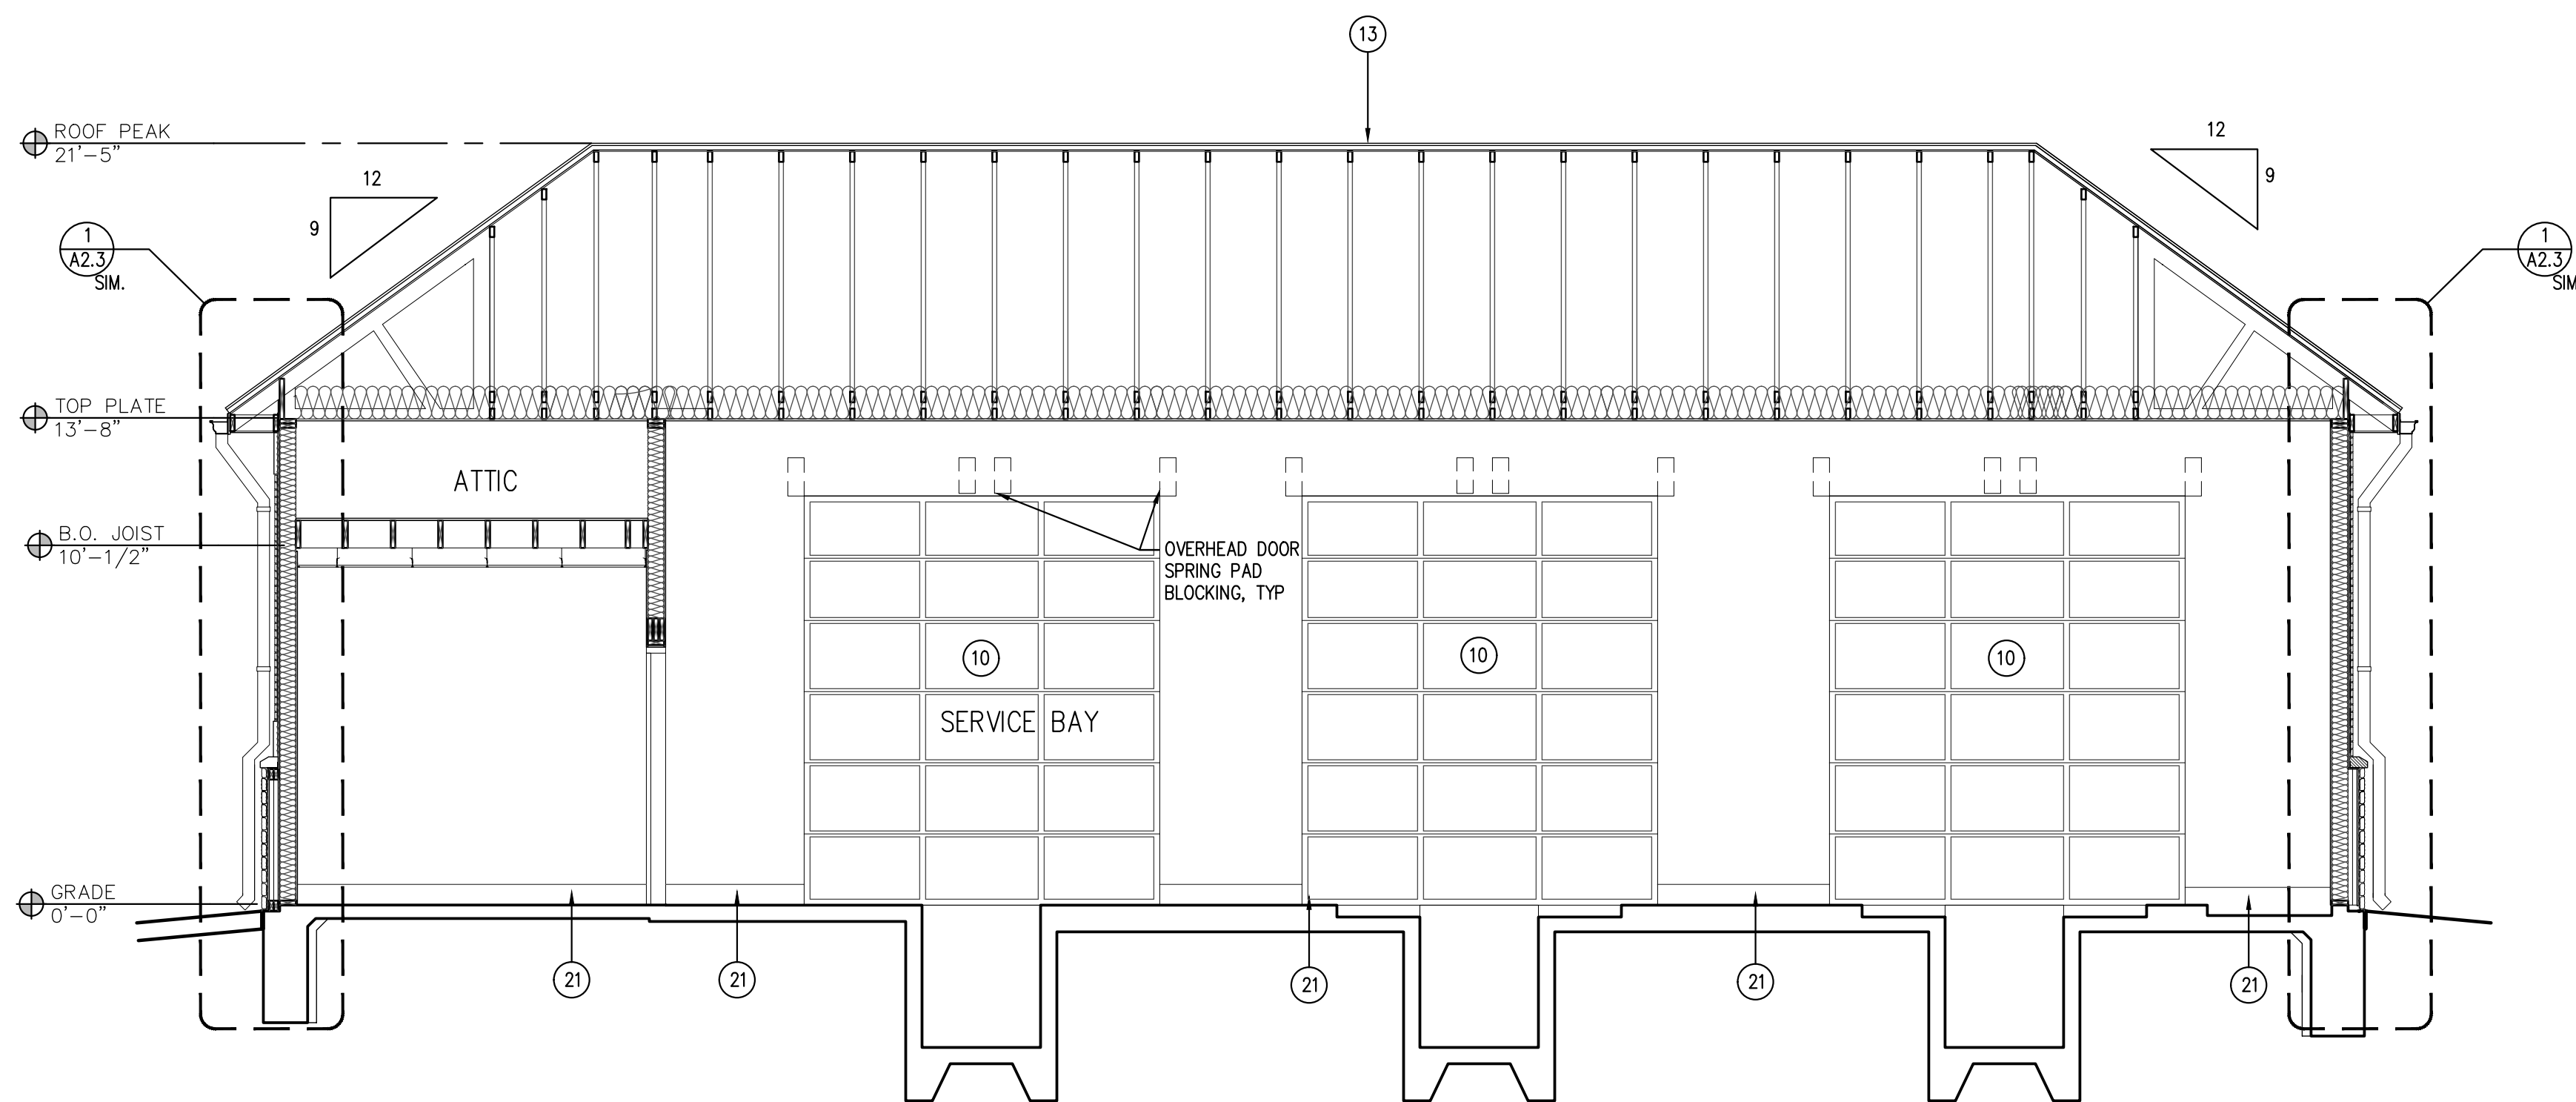 13
ROOF PEAK
21'-5"
12
9
12
9
1
A2.3
SIM.
1
A2.3
SIM
TOP PLATE
13'-8"
ATTIC
B.O. JOIST
10'-1/2"
OVERHEAD DOOR
SPRING PAD
BLOCKING, TYP
10
10
10
SERVICE BAY
GRADE
0'-0"
21
21
21
21
21